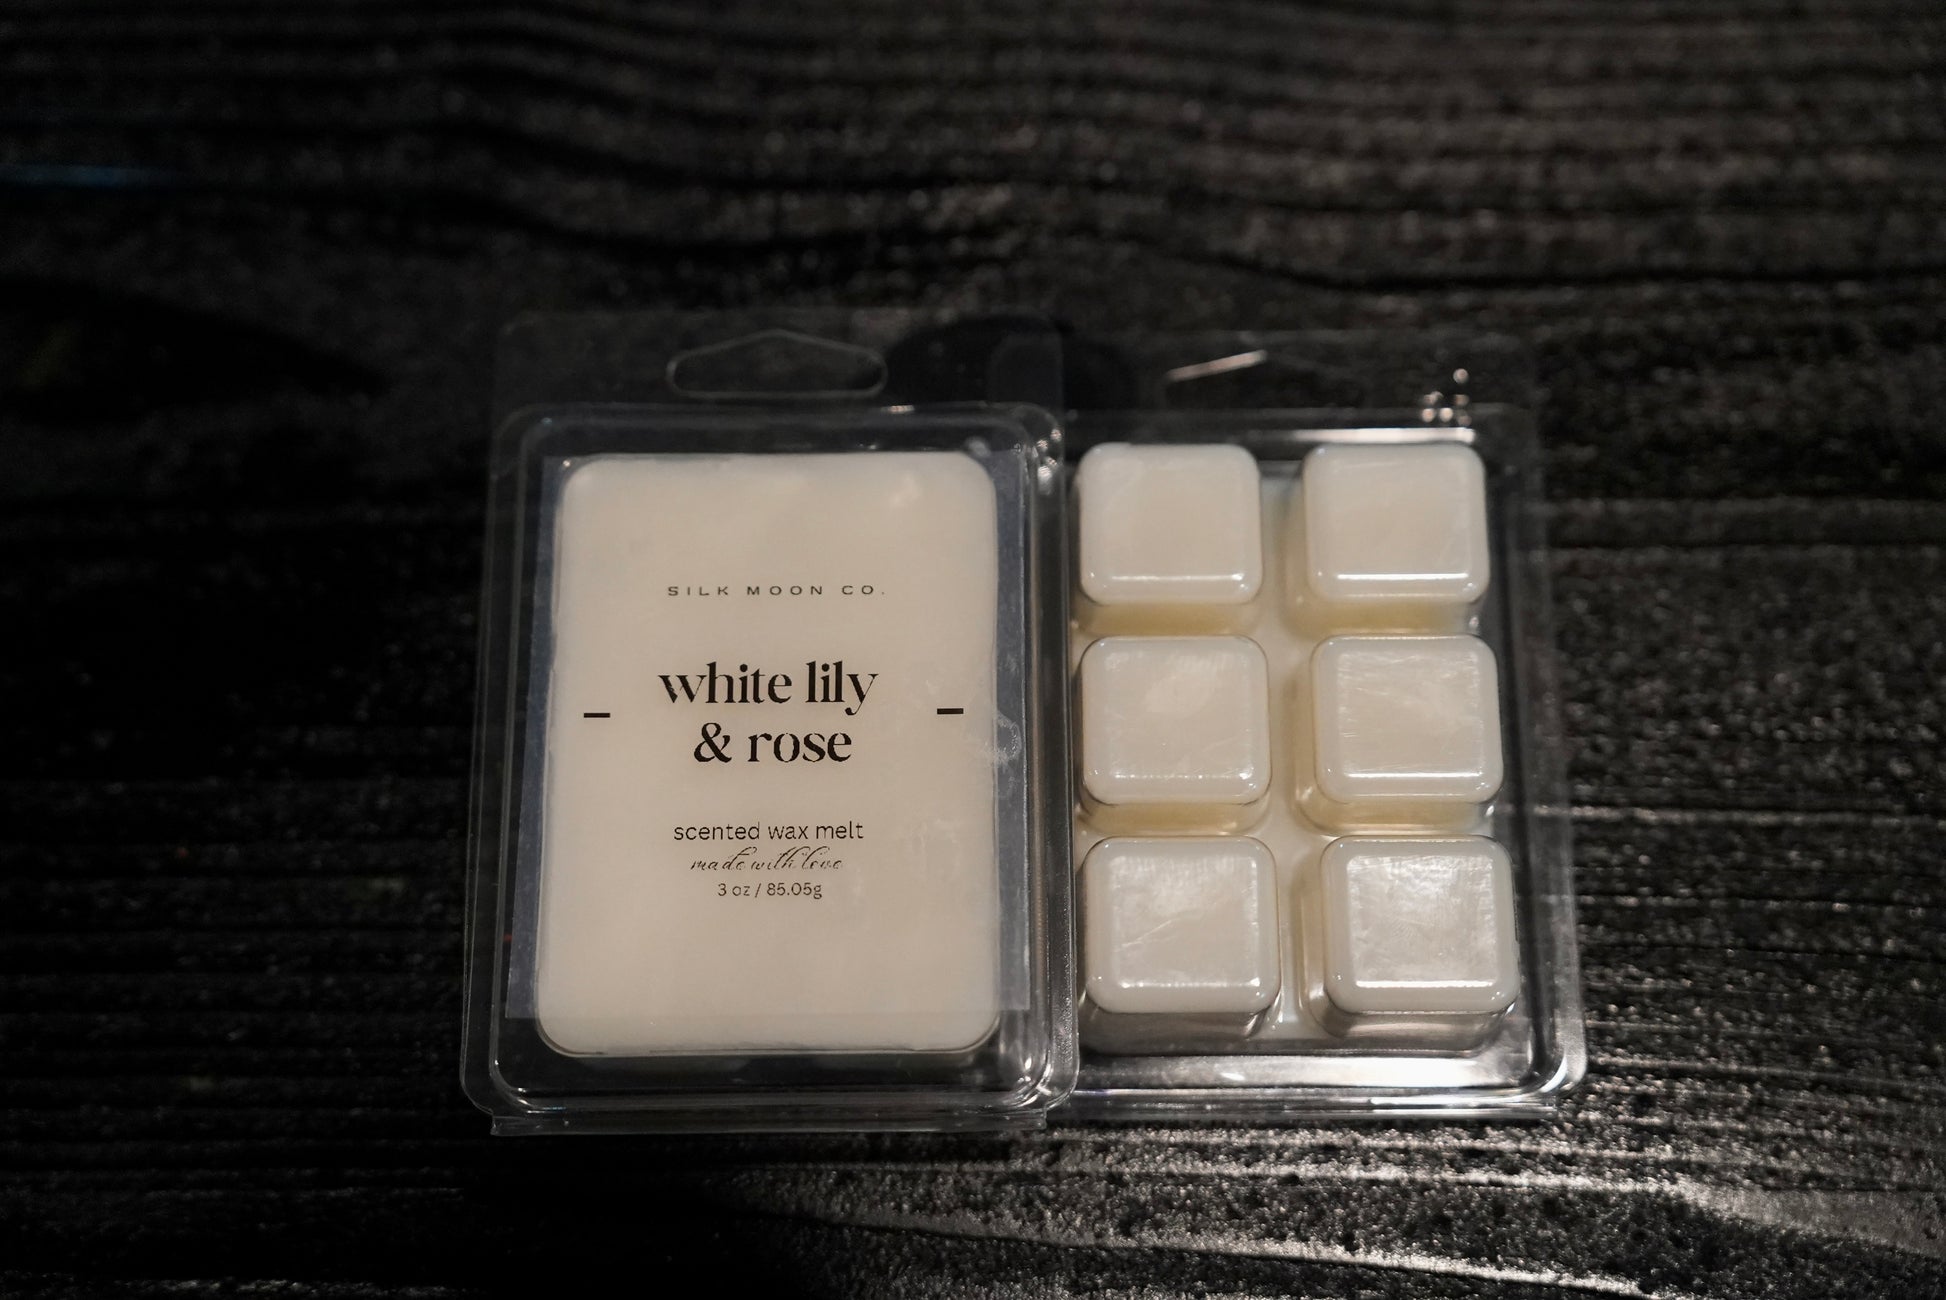 SILK MOON CO.
white lily
& rose
scented wax melt
made with love
3 oz / 85.05g